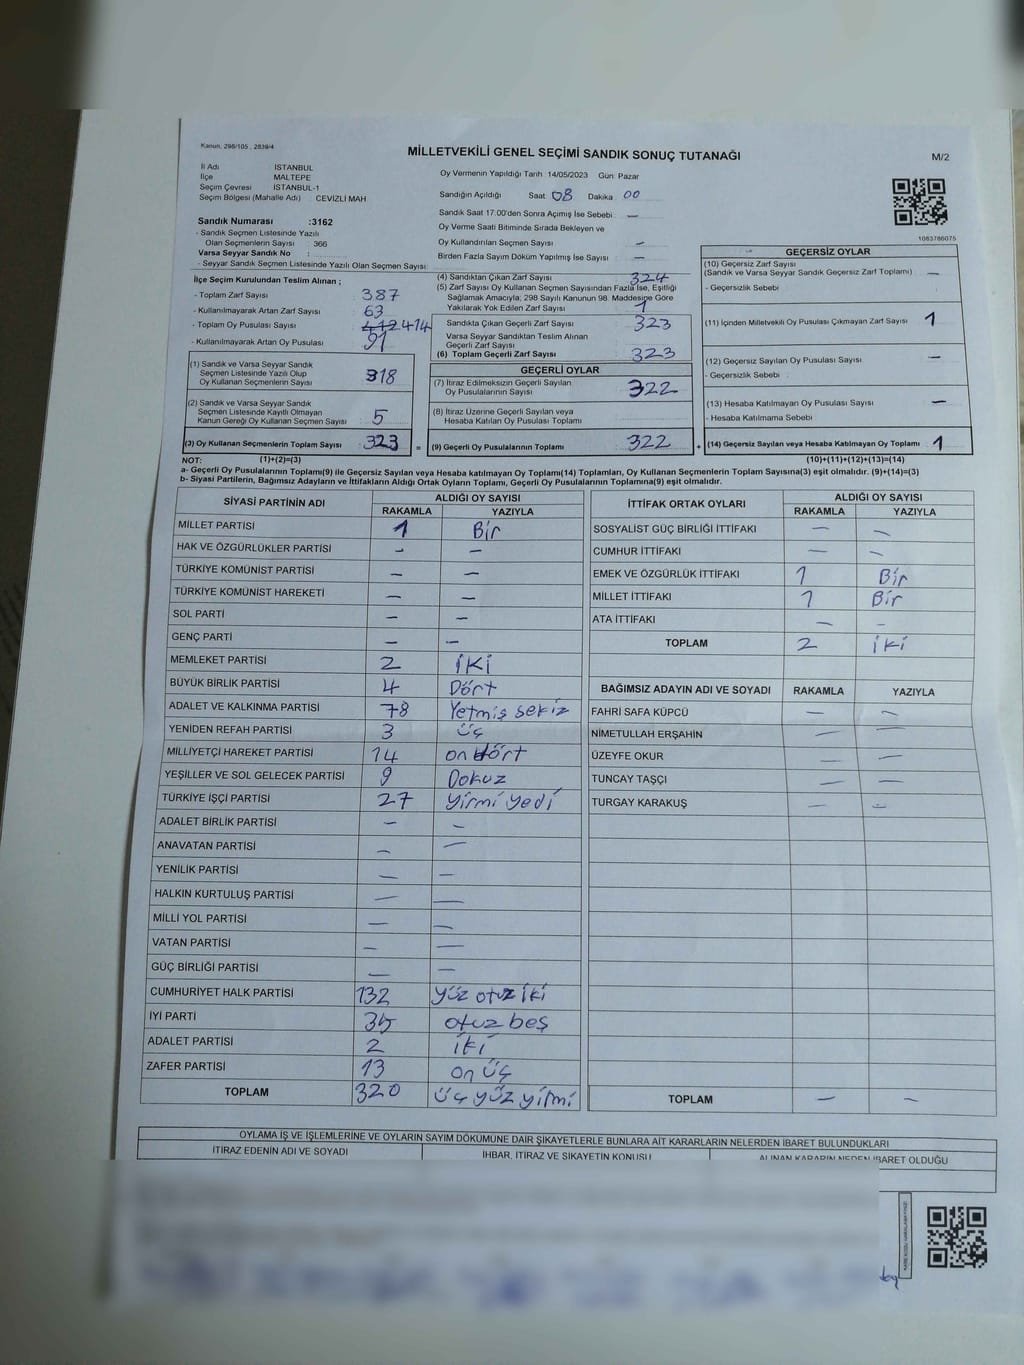 Kanun, 298/105 , 2839/4
MİLLETVEKİLİ GENEL SEÇİMİ SANDIK SONUÇ TUTANAĞI
M/2
İl Adı İSTANBUL
İlçe MALTEPE
Seçim Çevresi İSTANBUL-1
Seçim Bölgesi (Mahalle Adı) CEVİZLİ MAH
Oy Vermenin Yapıldığı Tarih 14/05/2023 Gün: Pazar
Sandığın Açıldığı Saat 08 Dakika 00
Sandık Saat 17:00'den Sonra Açımış İse Sebebi —
Oy Verme Saati Bitiminde Sırada Bekleyen ve
Oy Kullandırılan Seçmen Sayısı —
Birden Fazla Sayım Döküm Yapılmış İse Sayısı —
1083786075
Sandık Numarası :3162
- Sandık Seçmen Listesinde Yazılı
Olan Seçmenlerin Sayısı : 366
Varsa Seyyar Sandık No :
- Seyyar Sandık Seçmen Listesinde Yazılı Olan Seçmen Sayısı:
İlçe Seçim Kurulundan Teslim Alınan ;
- Toplam Zarf Sayısı 387
- Kullanılmayarak Artan Zarf Sayısı 63
- Toplam Oy Pusulası Sayısı 412 414
- Kullanılmayarak Artan Oy Pusulası 91
(1) Sandık ve Varsa Seyyar Sandık
Seçmen Listesinde Yazılı Olup
Oy Kullanan Seçmenlerin Sayısı 318
(2) Sandık ve Varsa Seyyar Sandık
Seçmen Listesinde Kayıtlı Olmayan
Kanun Gereği Oy Kullanan Seçmen Sayısı 5
(3) Oy Kullanan Seçmenlerin Toplam Sayısı 323 =
(4) Sandıktan Çıkan Zarf Sayısı 324
(5) Zarf Sayısı Oy Kullanan Seçmen Sayısından Fazla İse, Eşitliği
Sağlamak Amacıyla; 298 Sayılı Kanunun 98. Maddesine Göre
Yakılarak Yok Edilen Zarf Sayısı 1
Sandıkta Çıkan Geçerli Zarf Sayısı 323
Varsa Seyyar Sandıktan Teslim Alınan
Geçerli Zarf Sayısı
(6) Toplam Geçerli Zarf Sayısı 323
GEÇERLİ OYLAR
(7) İtiraz Edilmeksizin Geçerli Sayılan
Oy Pusulalarının Sayısı 322
(8) İtiraz Üzerine Geçerli Sayılan veya
Hesaba Katılan Oy Pusulası Toplamı
(9) Geçerli Oy Pusulalarının Toplamı 322 +
GEÇERSİZ OYLAR
(10) Geçersiz Zarf Sayısı
(Sandık ve Varsa Seyyar Sandık Geçersiz Zarf Toplamı) —
- Geçersizlik Sebebi :
(11) İçinden Milletvekili Oy Pusulası Çıkmayan Zarf Sayısı 1
(12) Geçersiz Sayılan Oy Pusulası Sayısı —
- Geçersizlik Sebebi :
(13) Hesaba Katılmayan Oy Pusulası Sayısı —
- Hesaba Katılmama Sebebi :
(14) Geçersiz Sayılan veya Hesaba Katılmayan Oy Toplamı 1
NOT: (1)+(2)=(3) (10)+(11)+(12)+(13)=(14)
a- Geçerli Oy Pusulalarının Toplamı(9) ile Geçersiz Sayılan veya Hesaba katılmayan Oy Toplamı(14) Toplamları, Oy Kullanan Seçmenlerin Toplam Sayısına(3) eşit olmalıdır. (9)+(14)=(3)
b- Siyasi Partilerin, Bağımsız Adayların ve İttifakların Aldığı Ortak Oyların Toplamı, Geçerli Oy Pusulalarının Toplamına(9) eşit olmalıdır.
SİYASİ PARTİNİN ADI ALDIĞI OY SAYISI
RAKAMLA YAZIYLA
MİLLET PARTİSİ 1 Bir
HAK VE ÖZGÜRLÜKLER PARTİSİ — —
TÜRKİYE KOMÜNİST PARTİSİ — —
TÜRKİYE KOMÜNİST HAREKETİ — —
SOL PARTİ — —
GENÇ PARTİ — —
MEMLEKET PARTİSİ 2 İKİ
BÜYÜK BİRLİK PARTİSİ 4 Dört
ADALET VE KALKINMA PARTİSİ 78 Yetmiş sekiz
YENİDEN REFAH PARTİSİ 3 üç
MİLLİYETÇİ HAREKET PARTİSİ 14 on dört
YEŞİLLER VE SOL GELECEK PARTİSİ 9 Dokuz
TÜRKİYE İŞÇİ PARTİSİ 27 yirmi yedi
ADALET BİRLİK PARTİSİ — —
ANAVATAN PARTİSİ — —
YENİLİK PARTİSİ — —
HALKIN KURTULUŞ PARTİSİ — —
MİLLİ YOL PARTİSİ — —
VATAN PARTİSİ — —
GÜÇ BİRLİĞİ PARTİSİ — —
CUMHURİYET HALK PARTİSİ 132 yüz otuz iki
İYİ PARTİ 35 otuz beş
ADALET PARTİSİ 2 iki
ZAFER PARTİSİ 13 on üç
TOPLAM 320 üç yüz yirmi
İTTİFAK ORTAK OYLARI ALDIĞI OY SAYISI
RAKAMLA YAZIYLA
SOSYALİST GÜÇ BİRLİĞİ İTTİFAKI — —
CUMHUR İTTİFAKI — —
EMEK VE ÖZGÜRLÜK İTTİFAKI 1 Bir
MİLLET İTTİFAKI 1 Bir
ATA İTTİFAKI — —
TOPLAM 2 iki
BAĞIMSIZ ADAYIN ADI VE SOYADI RAKAMLA YAZIYLA
FAHRİ SAFA KÜPCÜ — —
NİMETULLAH ERŞAHİN — —
ÜZEYFE OKUR — —
TUNCAY TAŞÇI — —
TURGAY KARAKUŞ — —
TOPLAM — —
OYLAMA İŞ VE İŞLEMLERİNE VE OYLARIN SAYIM DÖKÜMÜNE DAİR ŞİKAYETLERLE BUNLARA AİT KARARLARIN NELERDEN İBARET BULUNDUKLARI
İTİRAZ EDENİN ADI VE SOYADI İHBAR, İTİRAZ VE ŞİKAYETİN KONUSU ALINAN KARARIN NEDEN İBARET OLDUĞU